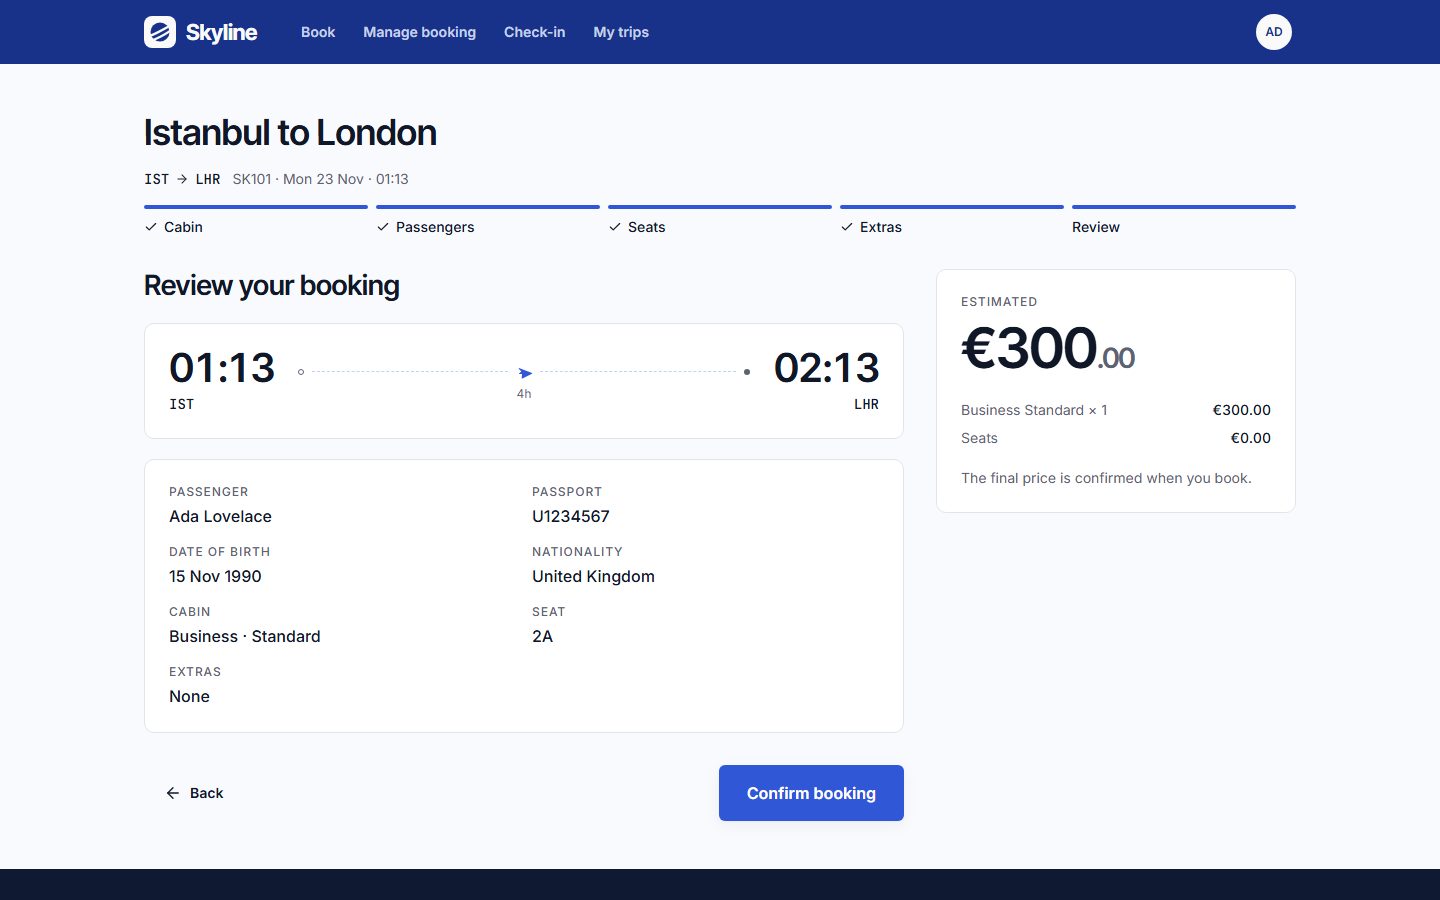 Skyline Book Manage booking Check-in My trips AD
Istanbul to London
IST → LHR SK101 · Mon 23 Nov · 01:13
Cabin Passengers Seats Extras Review
Review your booking
01:13 02:13
4h
IST LHR
PASSENGER PASSPORT
Ada Lovelace U1234567
DATE OF BIRTH NATIONALITY
15 Nov 1990 United Kingdom
CABIN SEAT
Business · Standard 2A
EXTRAS
None
Back Confirm booking
ESTIMATED
€300.00
Business Standard × 1 €300.00
Seats €0.00
The final price is confirmed when you book.